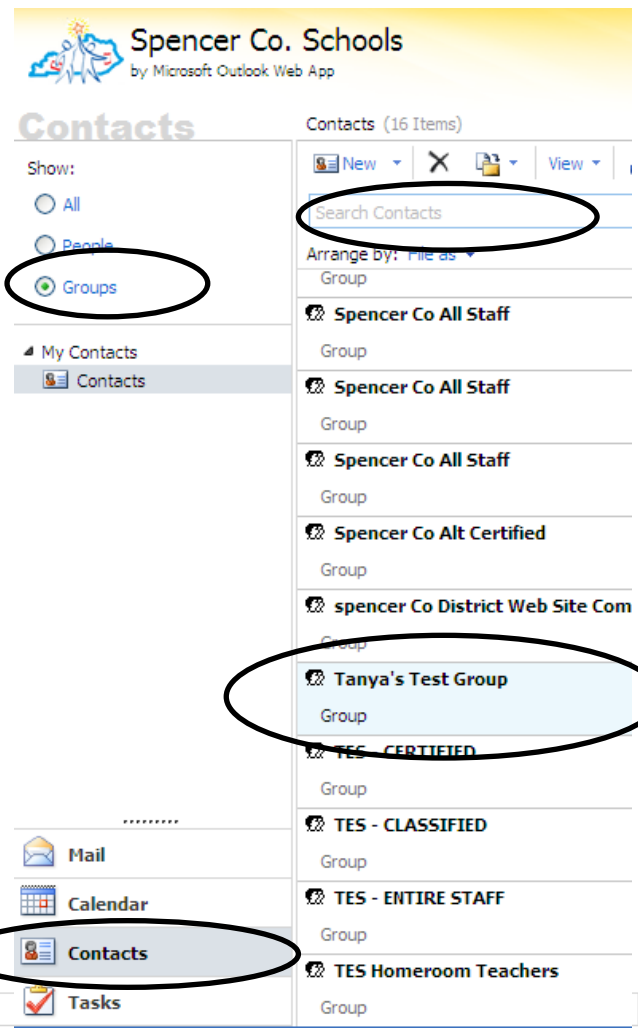 Spencer Co. Schools
by Microsoft Outlook Web App
Contacts
Show:
All
People
Groups
My Contacts
Contacts
Mail
Calendar
Contacts
Tasks
Contacts (16 Items)
New View
Search Contacts
Arrange by: File as
Group
Spencer Co All Staff
Group
Spencer Co All Staff
Group
Spencer Co All Staff
Group
Spencer Co Alt Certified
Group
spencer Co District Web Site Com
Group
Tanya's Test Group
Group
TES - CERTIFIED
Group
TES - CLASSIFIED
Group
TES - ENTIRE STAFF
Group
TES Homeroom Teachers
Group